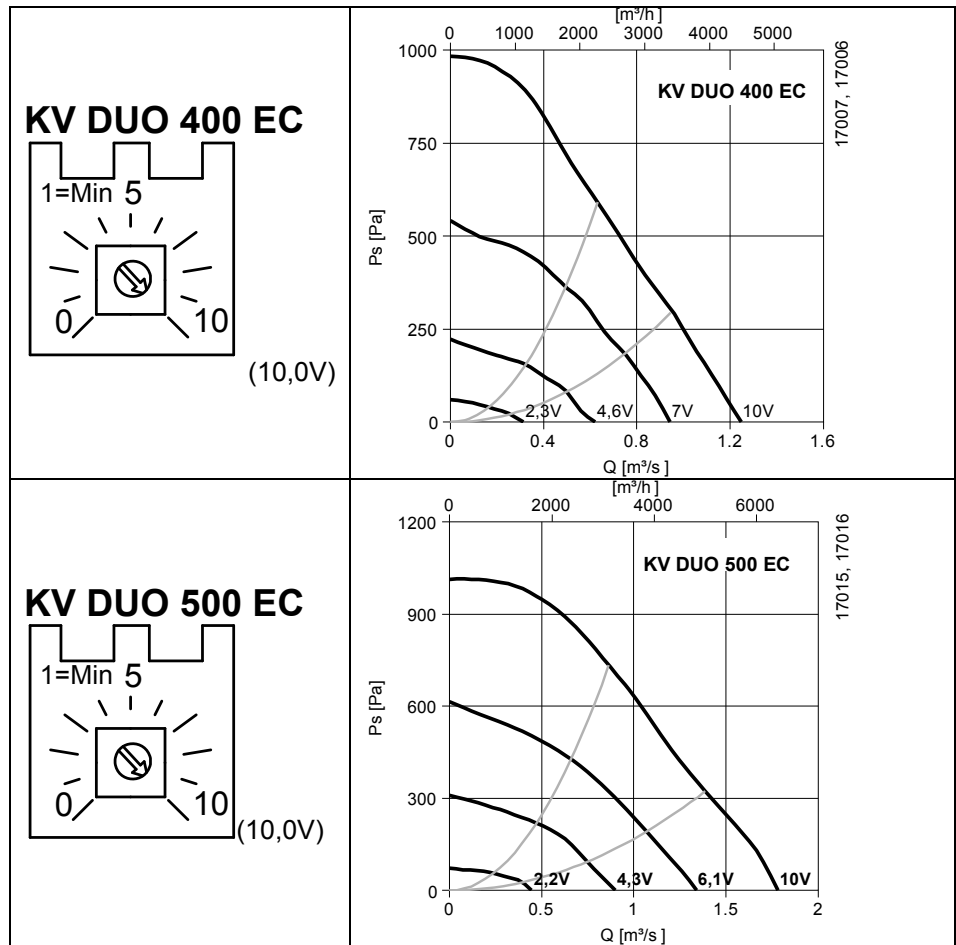 KV DUO 400 EC
1=Min 5
0 10
(10,0V)
[m³/h]
0 1000 2000 3000 4000 5000
1000
750
500
250
0
Ps [Pa]
KV DUO 400 EC
17007, 17006
2,3V 4,6V 7V 10V
0 0.4 0.8 1.2 1.6
Q [m³/s ]
KV DUO 500 EC
1=Min 5
0 10
(10,0V)
[m³/h]
0 2000 4000 6000
1200
900
600
300
0
Ps [Pa]
KV DUO 500 EC
17015, 17016
2,2V 4,3V 6,1V 10V
0 0.5 1 1.5 2
Q [m³/s ]